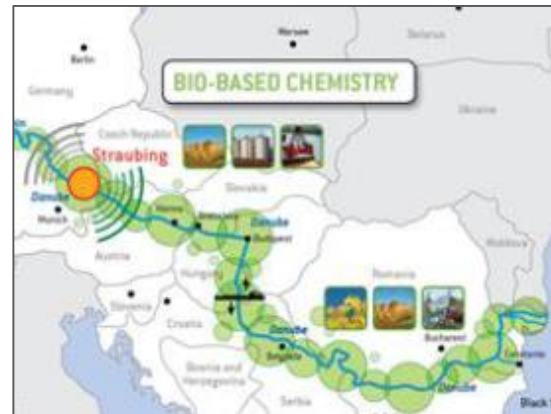 Warsaw
Belarus
Berlin
BIO-BASED CHEMISTRY
Germany
Ukraine
Czech Republic
Straubing
Slovakia
Danube
Munich
Vienna
Danube
Budapest
Moldova
Austria
Hungary
Romania
Slovenia
Croatia
Danube
Belgrade
Bucharest
Constanta
Bosnia and
Herzegovina
Serbia
Danube
Black